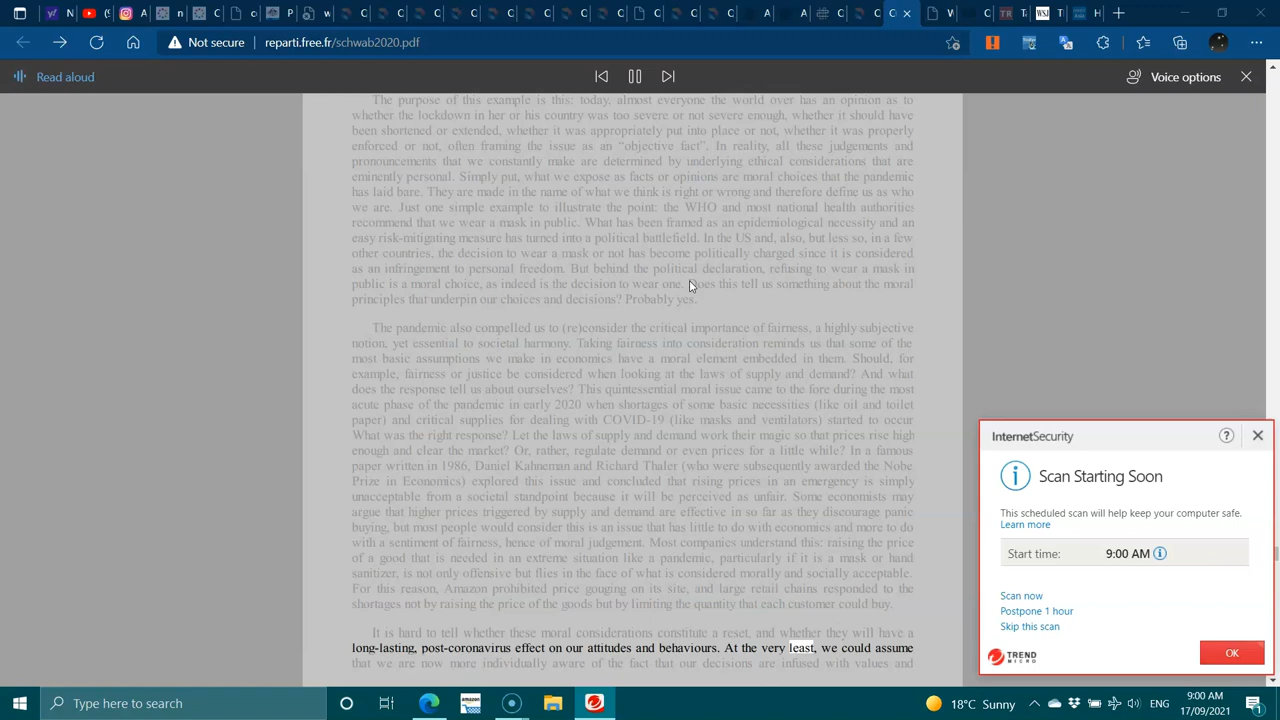 Not secure
reparti.free.fr/schwab2020.pdf
Read aloud
Voice options
The purpose of this example is this: today, almost everyone the world over has an opinion as to
whether the lockdown in her or his country was too severe or not severe enough, whether it should have
been shortened or extended, whether it was appropriately put into place or not, whether it was properly
enforced or not, often framing the issue as an “objective fact”. In reality, all these judgements and
pronouncements that we constantly make are determined by underlying ethical considerations that are
eminently personal. Simply put, what we expose as facts or opinions are moral choices that the pandemic
has laid bare. They are made in the name of what we think is right or wrong and therefore define us as who
we are. Just one simple example to illustrate the point: the WHO and most national health authorities
recommend that we wear a mask in public. What has been framed as an epidemiological necessity and an
easy risk-mitigating measure has turned into a political battlefield. In the US and, also, but less so, in a few
other countries, the decision to wear a mask or not has become politically charged since it is considered
as an infringement to personal freedom. But behind the political declaration, refusing to wear a mask in
public is a moral choice, as indeed is the decision to wear one. Does this tell us something about the moral
principles that underpin our choices and decisions? Probably yes.
The pandemic also compelled us to (re)consider the critical importance of fairness, a highly subjective
notion, yet essential to societal harmony. Taking fairness into consideration reminds us that some of the
most basic assumptions we make in economics have a moral element embedded in them. Should, for
example, fairness or justice be considered when looking at the laws of supply and demand? And what
does the response tell us about ourselves? This quintessential moral issue came to the fore during the most
acute phase of the pandemic in early 2020 when shortages of some basic necessities (like oil and toilet
paper) and critical supplies for dealing with COVID-19 (like masks and ventilators) started to occur
What was the right response? Let the laws of supply and demand work their magic so that prices rise high
enough and clear the market? Or, rather, regulate demand or even prices for a little while? In a famous
paper written in 1986, Daniel Kahneman and Richard Thaler (who were subsequently awarded the Nobe
Prize in Economics) explored this issue and concluded that rising prices in an emergency is simply
unacceptable from a societal standpoint because it will be perceived as unfair. Some economists may
argue that higher prices triggered by supply and demand are effective in so far as they discourage panic
buying, but most people would consider this is an issue that has little to do with economics and more to do
with a sentiment of fairness, hence of moral judgement. Most companies understand this: raising the price
of a good that is needed in an extreme situation like a pandemic, particularly if it is a mask or hand
sanitizer, is not only offensive but flies in the face of what is considered morally and socially acceptable.
For this reason, Amazon prohibited price gouging on its site, and large retail chains responded to the
shortages not by raising the price of the goods but by limiting the quantity that each customer could buy.
It is hard to tell whether these moral considerations constitute a reset, and whether they will have a
long-lasting, post-coronavirus effect on our attitudes and behaviours. At the very least, we could assume
that we are now more individually aware of the fact that our decisions are infused with values and
InternetSecurity
Scan Starting Soon
This scheduled scan will help keep your computer safe.
Learn more
Start time: 9:00 AM
Scan now
Postpone 1 hour
Skip this scan
TREND MICRO
OK
Type here to search
amazon
18°C Sunny
ENG
9:00 AM
17/09/2021